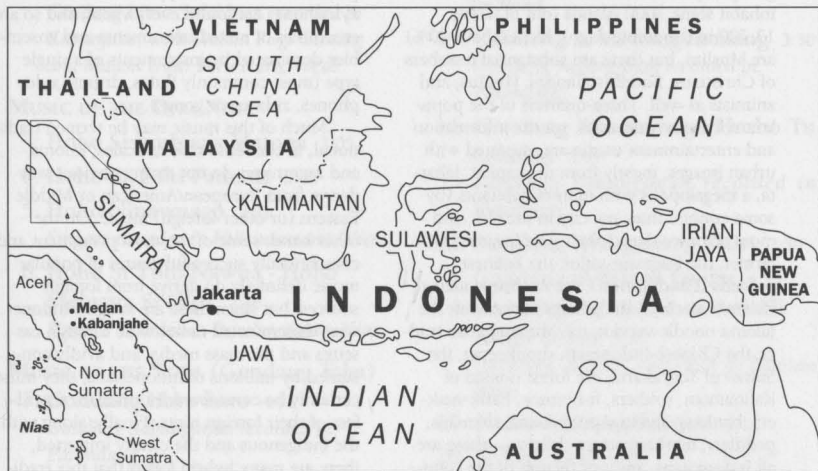 VIETNAM
PHILIPPINES
SOUTH
CHINA
SEA
THAILAND
PACIFIC
OCEAN
MALAYSIA
KALIMANTAN
SUMATRA
SULAWESI
IRIAN
JAYA
PAPUA
NEW
GUINEA
Aceh
Jakarta
INDONESIA
Medan
Kabanjahe
JAVA
North
Sumatra
INDIAN
OCEAN
Nias
West
Sumatra
AUSTRALIA